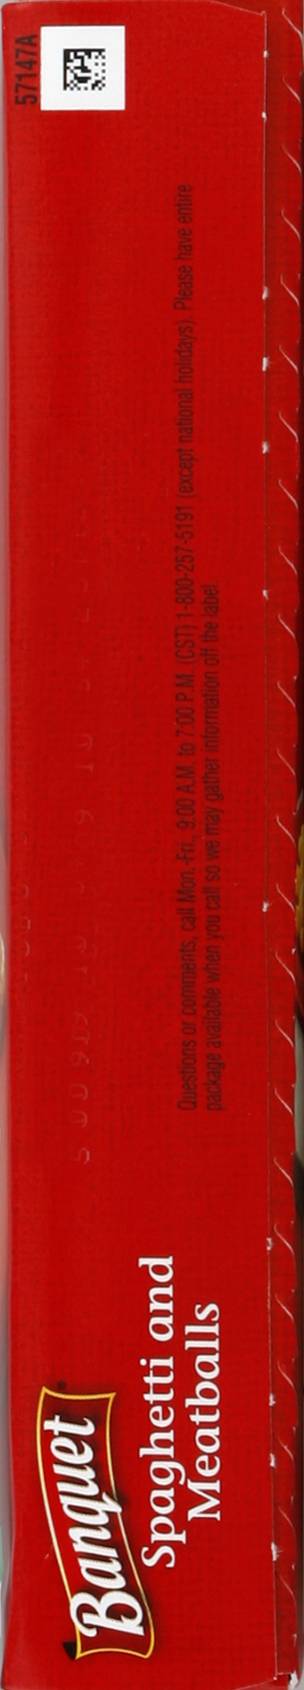 Banquet
Spaghetti and
Meatballs
Questions or comments, call Mon.-Fri., 9:00 A.M. to 7:00 P.M. (CST) 1-800-257-5191 (except national holidays). Please have entire
package available when you call so we may gather information off the label
57147A